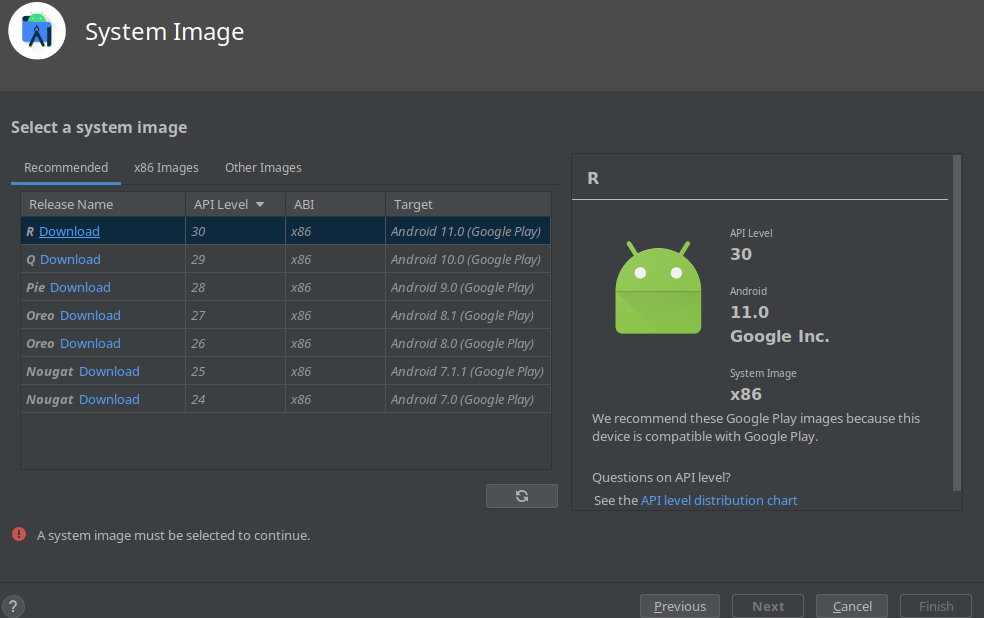 System Image
Select a system image
Recommended x86 Images Other Images
Release Name API Level ABI Target
R Download 30 x86 Android 11.0 (Google Play)
Q Download 29 x86 Android 10.0 (Google Play)
Pie Download 28 x86 Android 9.0 (Google Play)
Oreo Download 27 x86 Android 8.1 (Google Play)
Oreo Download 26 x86 Android 8.0 (Google Play)
Nougat Download 25 x86 Android 7.1.1 (Google Play)
Nougat Download 24 x86 Android 7.0 (Google Play)
R
API Level
30
Android
11.0
Google Inc.
System Image
x86
We recommend these Google Play images because this
device is compatible with Google Play.
Questions on API level?
See the API level distribution chart
! A system image must be selected to continue.
? Previous Next Cancel Finish